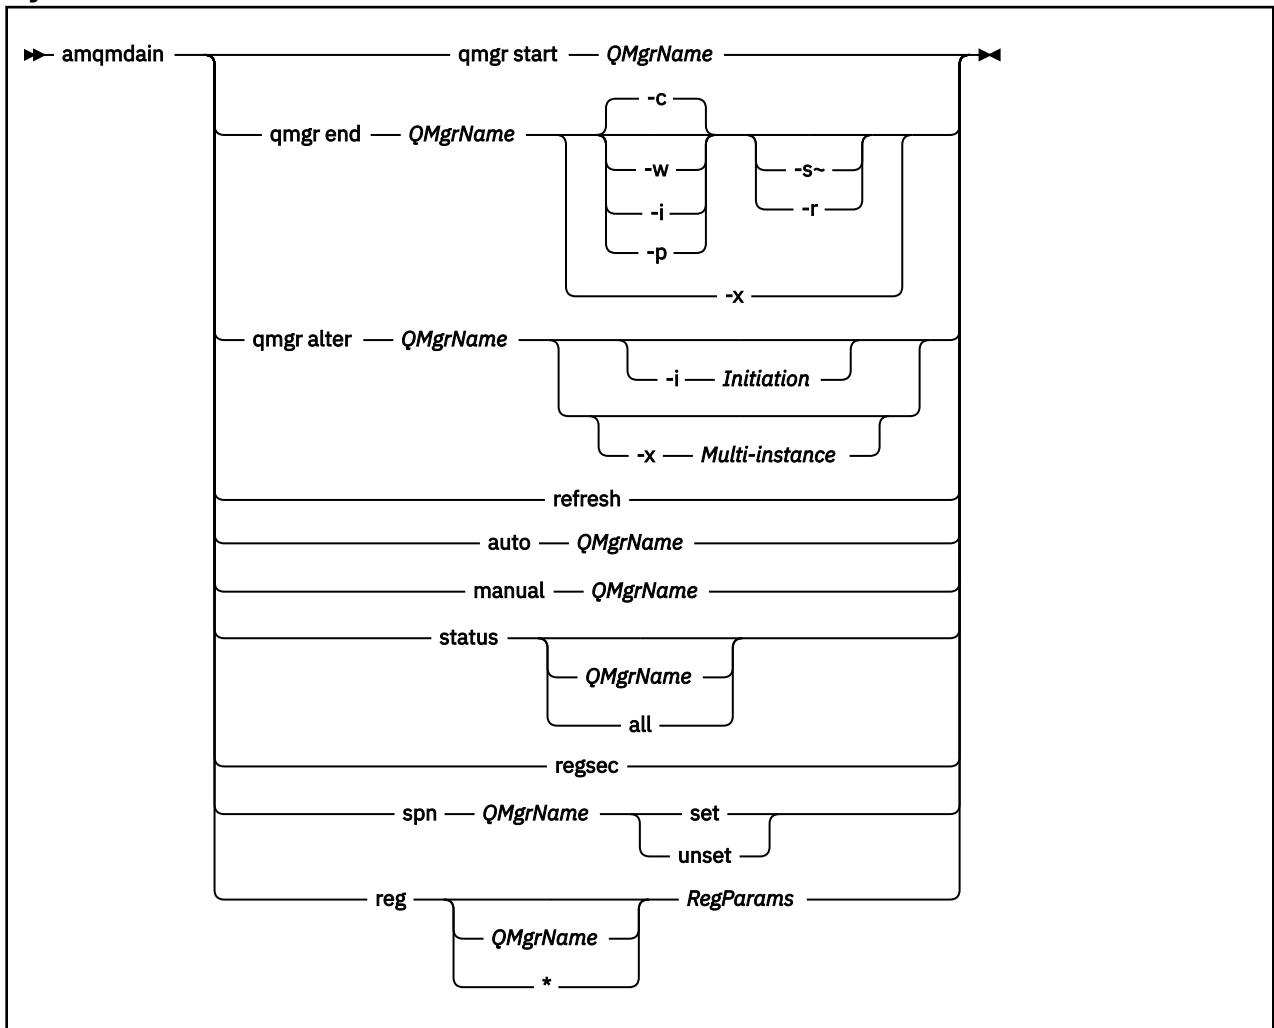 amqmdain qmgr start QMgrName
-c
qmgr end QMgrName
-w -s~
-i -r
-p
-x
qmgr alter QMgrName
-i Initiation
-x Multi-instance
refresh
auto QMgrName
manual QMgrName
status
QMgrName
all
regsec
spn QMgrName set
unset
reg RegParams
QMgrName
*